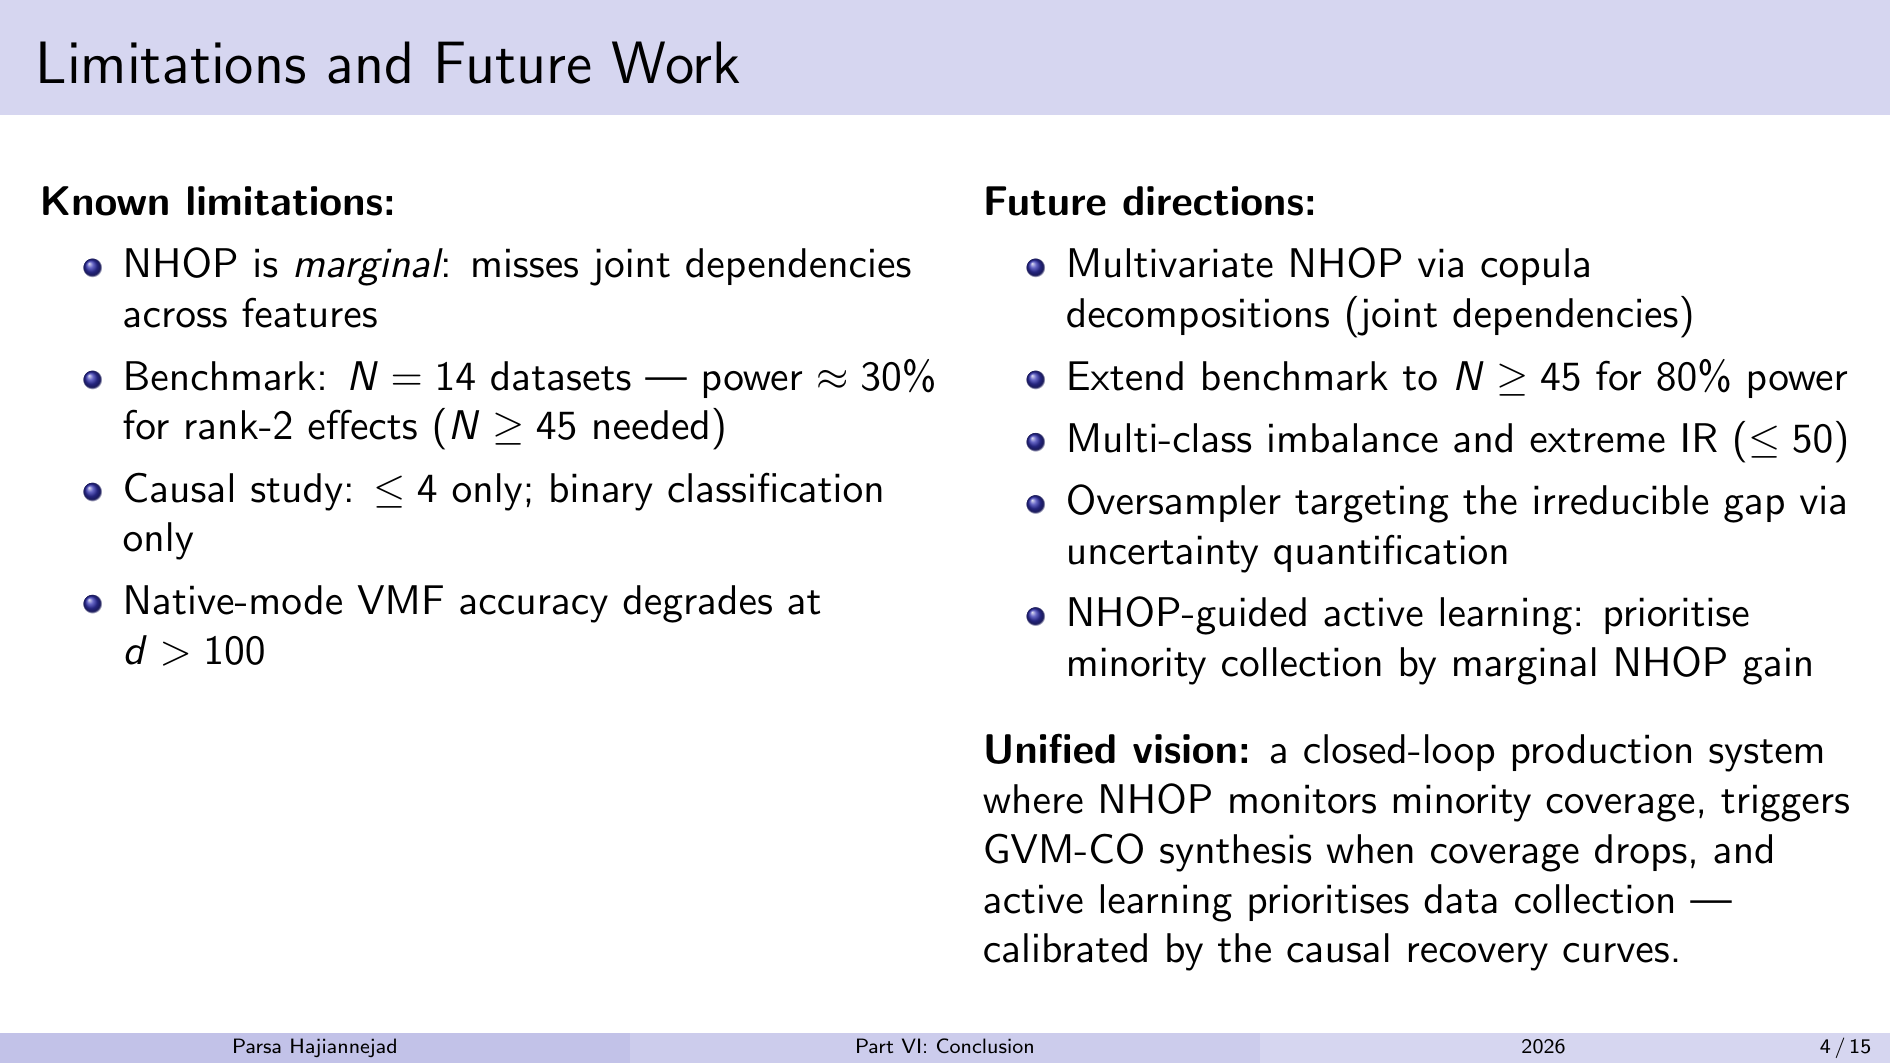 Limitations and Future Work
Known limitations:
NHOP is marginal: misses joint dependencies
across features
Benchmark: N = 14 datasets — power ≈ 30%
for rank-2 effects (N ≥ 45 needed)
Causal study: ≤ 4 only; binary classification
only
Native-mode VMF accuracy degrades at
d > 100
Future directions:
Multivariate NHOP via copula
decompositions (joint dependencies)
Extend benchmark to N ≥ 45 for 80% power
Multi-class imbalance and extreme IR (≤ 50)
Oversampler targeting the irreducible gap via
uncertainty quantification
NHOP-guided active learning: prioritise
minority collection by marginal NHOP gain
Unified vision: a closed-loop production system
where NHOP monitors minority coverage, triggers
GVM-CO synthesis when coverage drops, and
active learning prioritises data collection —
calibrated by the causal recovery curves.
Parsa Hajiannejad
Part VI: Conclusion
2026
4 / 15